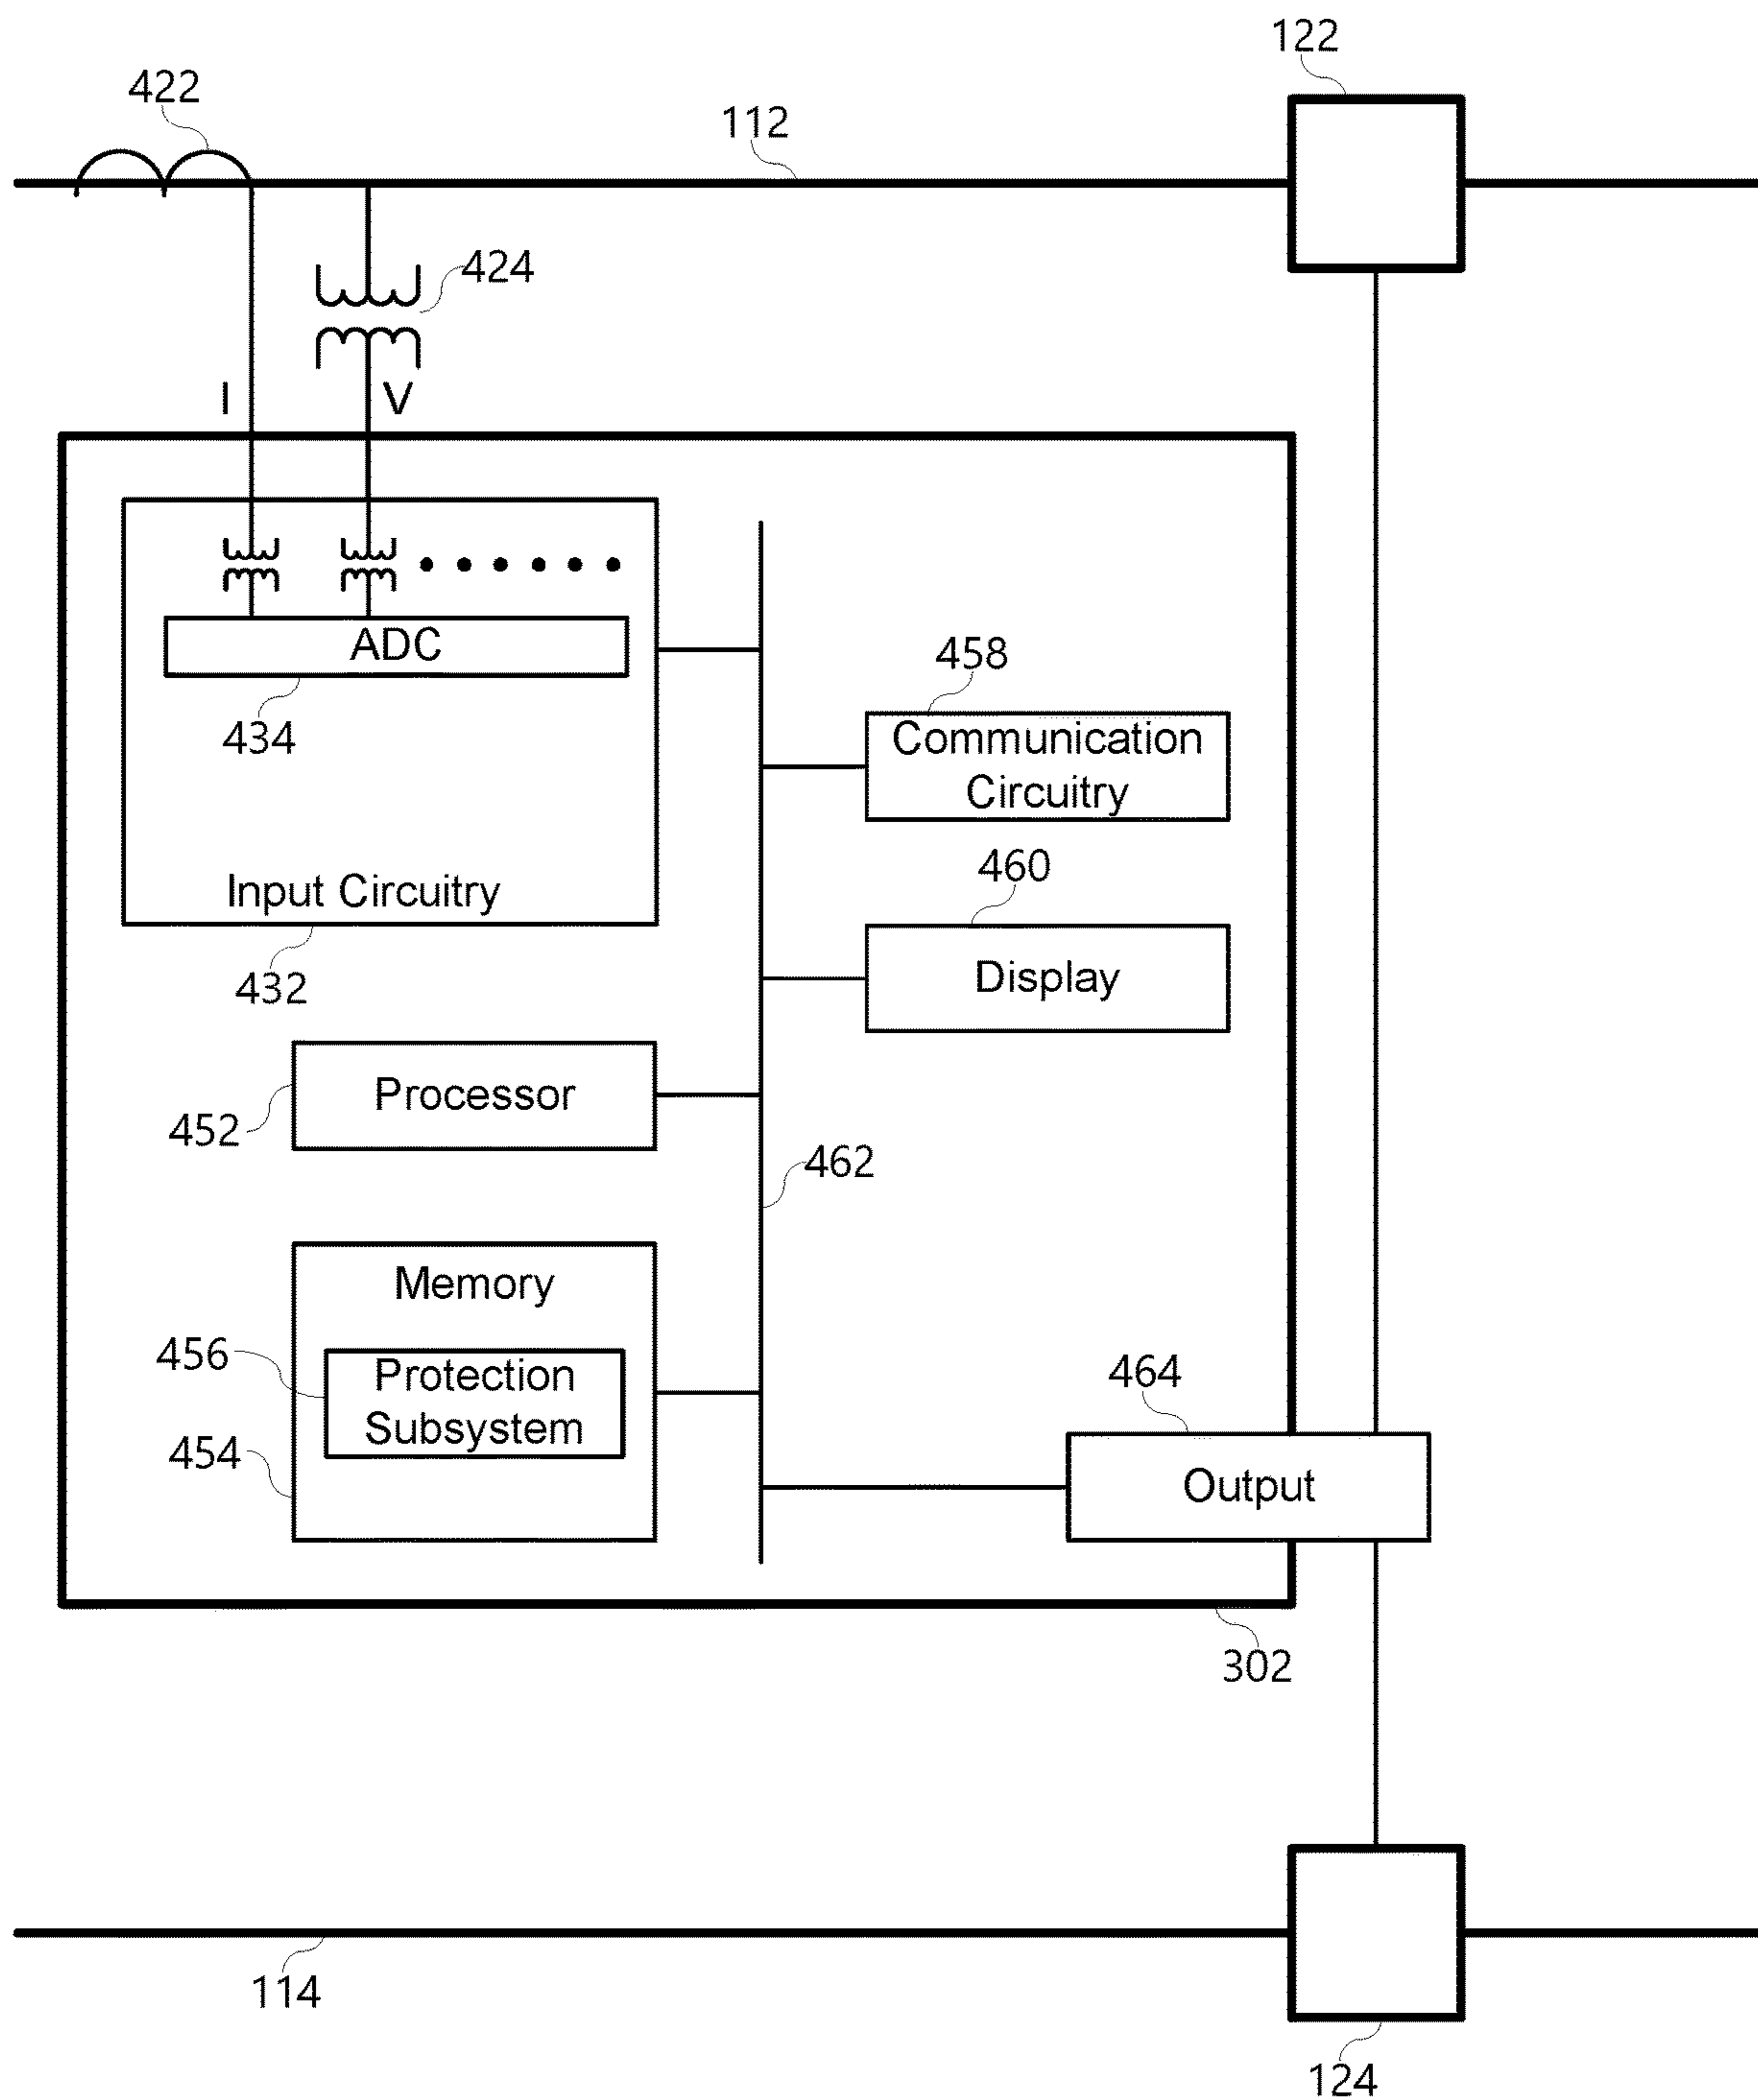 122
422
112
424
I
V
ADC
434
458
Communication
Circuitry
460
Input Circuitry
Display
432
Processor
452
462
Memory
456
Protection
Subsystem
464
454
Output
302
114
124